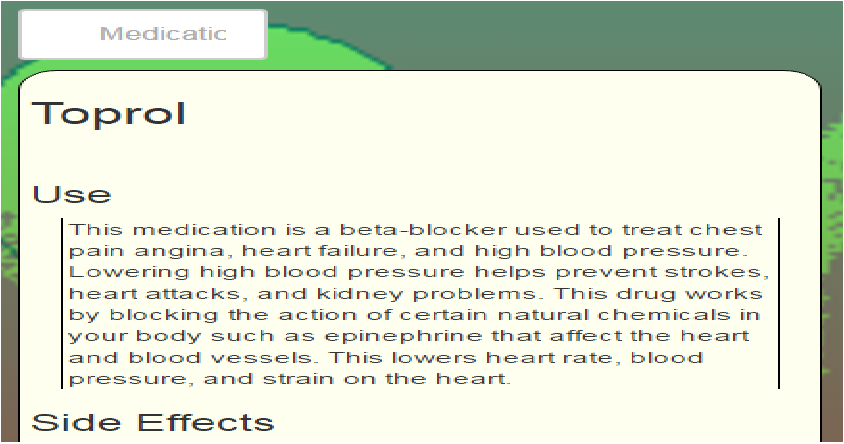 Medicatic
Toprol
Use
This medication is a beta-blocker used to treat chest
pain angina, heart failure, and high blood pressure.
Lowering high blood pressure helps prevent strokes,
heart attacks, and kidney problems. This drug works
by blocking the action of certain natural chemicals in
your body such as epinephrine that affect the heart
and blood vessels. This lowers heart rate, blood
pressure, and strain on the heart.
Side Effects